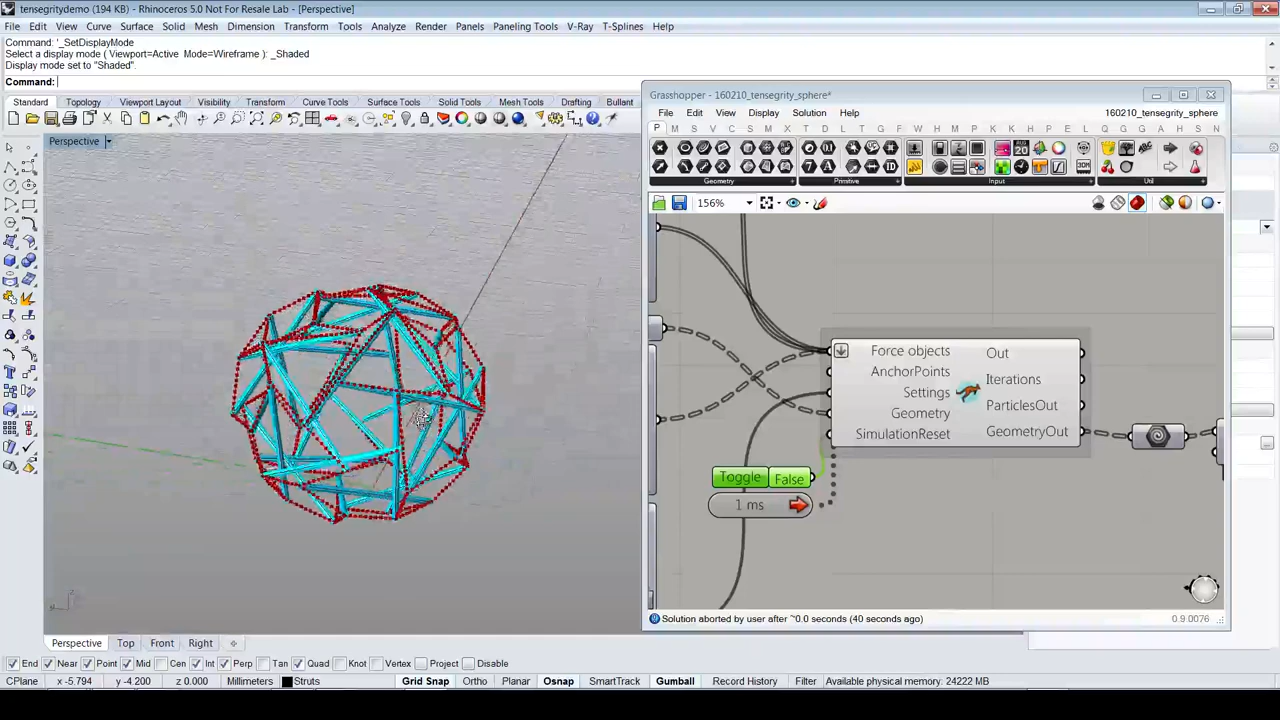 tensegritydemo (194 KB) - Rhinoceros 5.0 Not For Resale Lab - [Perspective]
File Edit View Curve Surface Solid Mesh Dimension Transform Tools Analyze Render Panels Paneling Tools V-Ray T-Splines Help
Command: '_SetDisplayMode
Select a display mode ( Viewport=Active Mode=Wireframe ): _Shaded
Display mode set to "Shaded".
Command:
Standard Topology Viewport Layout Visibility Transform Curve Tools Surface Tools Solid Tools Mesh Tools Drafting Bullant
Perspective
Grasshopper - 160210_tensegrity_sphere*
File Edit View Display Solution Help 160210_tensegrity_sphere
P M S V C S M X T D A F K
Geometry Primitive Input Util
156%
Force objects Out
AnchorPoints
Settings Iterations
Geometry ParticlesOut
SimulationReset GeometryOut
Toggle False
1 ms
Solution aborted by user after ~0.0 seconds (40 seconds ago) 0.9.0076
Perspective Top Front Right
End Near Point Mid Cen Int Perp Tan Quad Knot Vertex Project Disable
CPlane x -5.794 y -4.200 z 0.000 Millimeters Struts Grid Snap Ortho Planar Osnap SmartTrack Gumball Record History Filter Available physical memory: 24222 MB